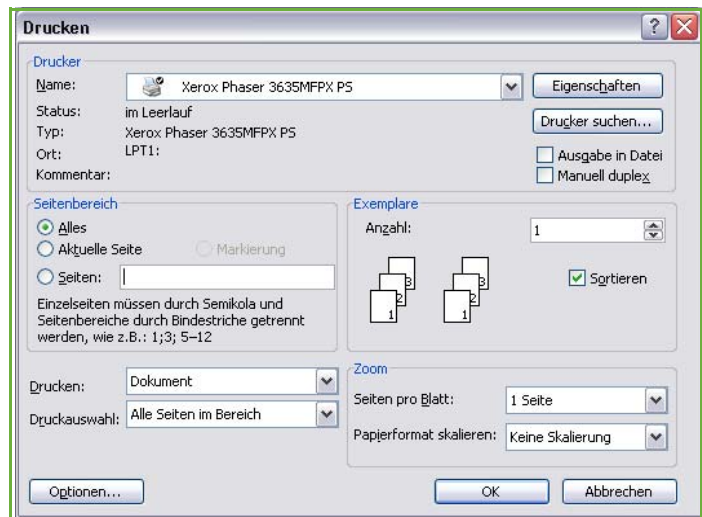 Drucken
Drucker
Name: Xerox Phaser 3635MFPX PS Eigenschaften
Status: im Leerlauf
Typ: Xerox Phaser 3635MFPX PS Drucker suchen...
Ort: LPT1: Ausgabe in Datei
Kommentar: Manuell duplex
Seitenbereich
Alles
Aktuelle Seite Markierung
Seiten:
Einzelseiten müssen durch Semikola und
Seitenbereiche durch Bindestriche getrennt
werden, wie z.B.: 1;3; 5–12
Exemplare
Anzahl: 1
3 3
2 2
1 1
Sortieren
Drucken: Dokument
Druckauswahl: Alle Seiten im Bereich
Zoom
Seiten pro Blatt: 1 Seite
Papierformat skalieren: Keine Skalierung
Optionen... OK Abbrechen